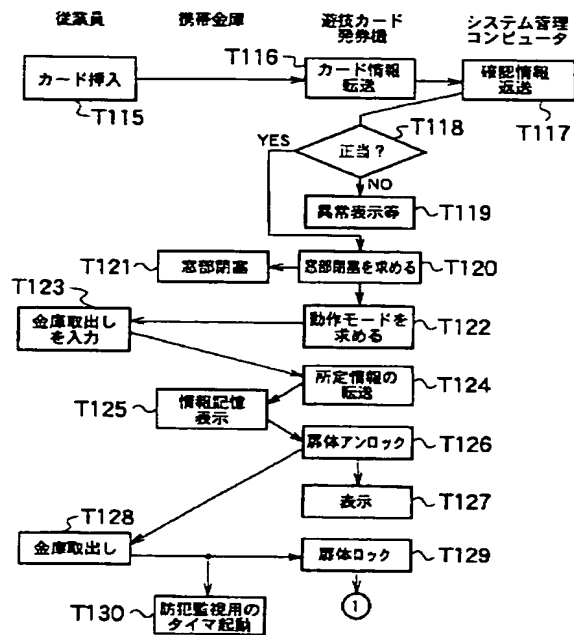 従業員
携帯金庫
遊技カード
発券機
システム管理
コンピュータ
カード挿入
T115
T116
カード情報
転送
確認情報
返送
T117
正当?
T118
YES
NO
異常表示等
T119
窓部閉塞を求める
T120
窓部閉塞
T121
動作モードを
求める
T122
T123
金庫取出し
を入力
所定情報の
転送
T124
T125
情報記憶
表示
扉体アンロック
T126
表示
T127
T128
金庫取出し
扉体ロック
T129
T130
防犯監視用の
タイマ起動
1